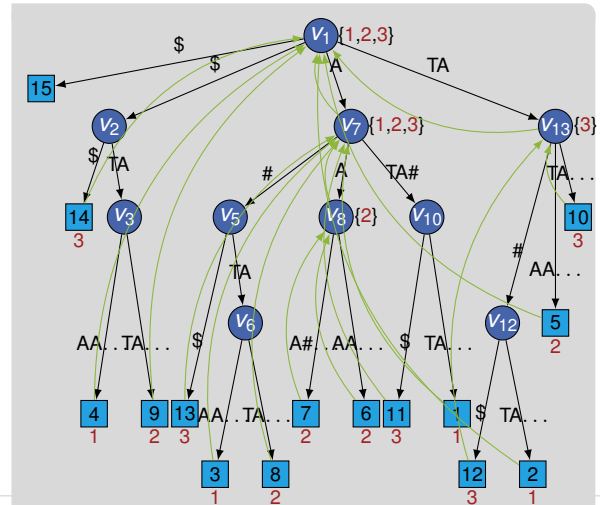 v1 {1,2,3}
$ $ A TA
15
v2 v7 {1,2,3} v13 {3}
$ TA # A TA# TA...
14 v3 v5 v8 {2} v10 10
3 3
# AA...
TA
v6 v12 5
2
AA... TA... $ A#... AA... $ TA...
4 9 13 7 6 11 1 $ TA...
1 2 3 2 2 3 1
AA... TA...
3 8 12 2
1 2 3 1